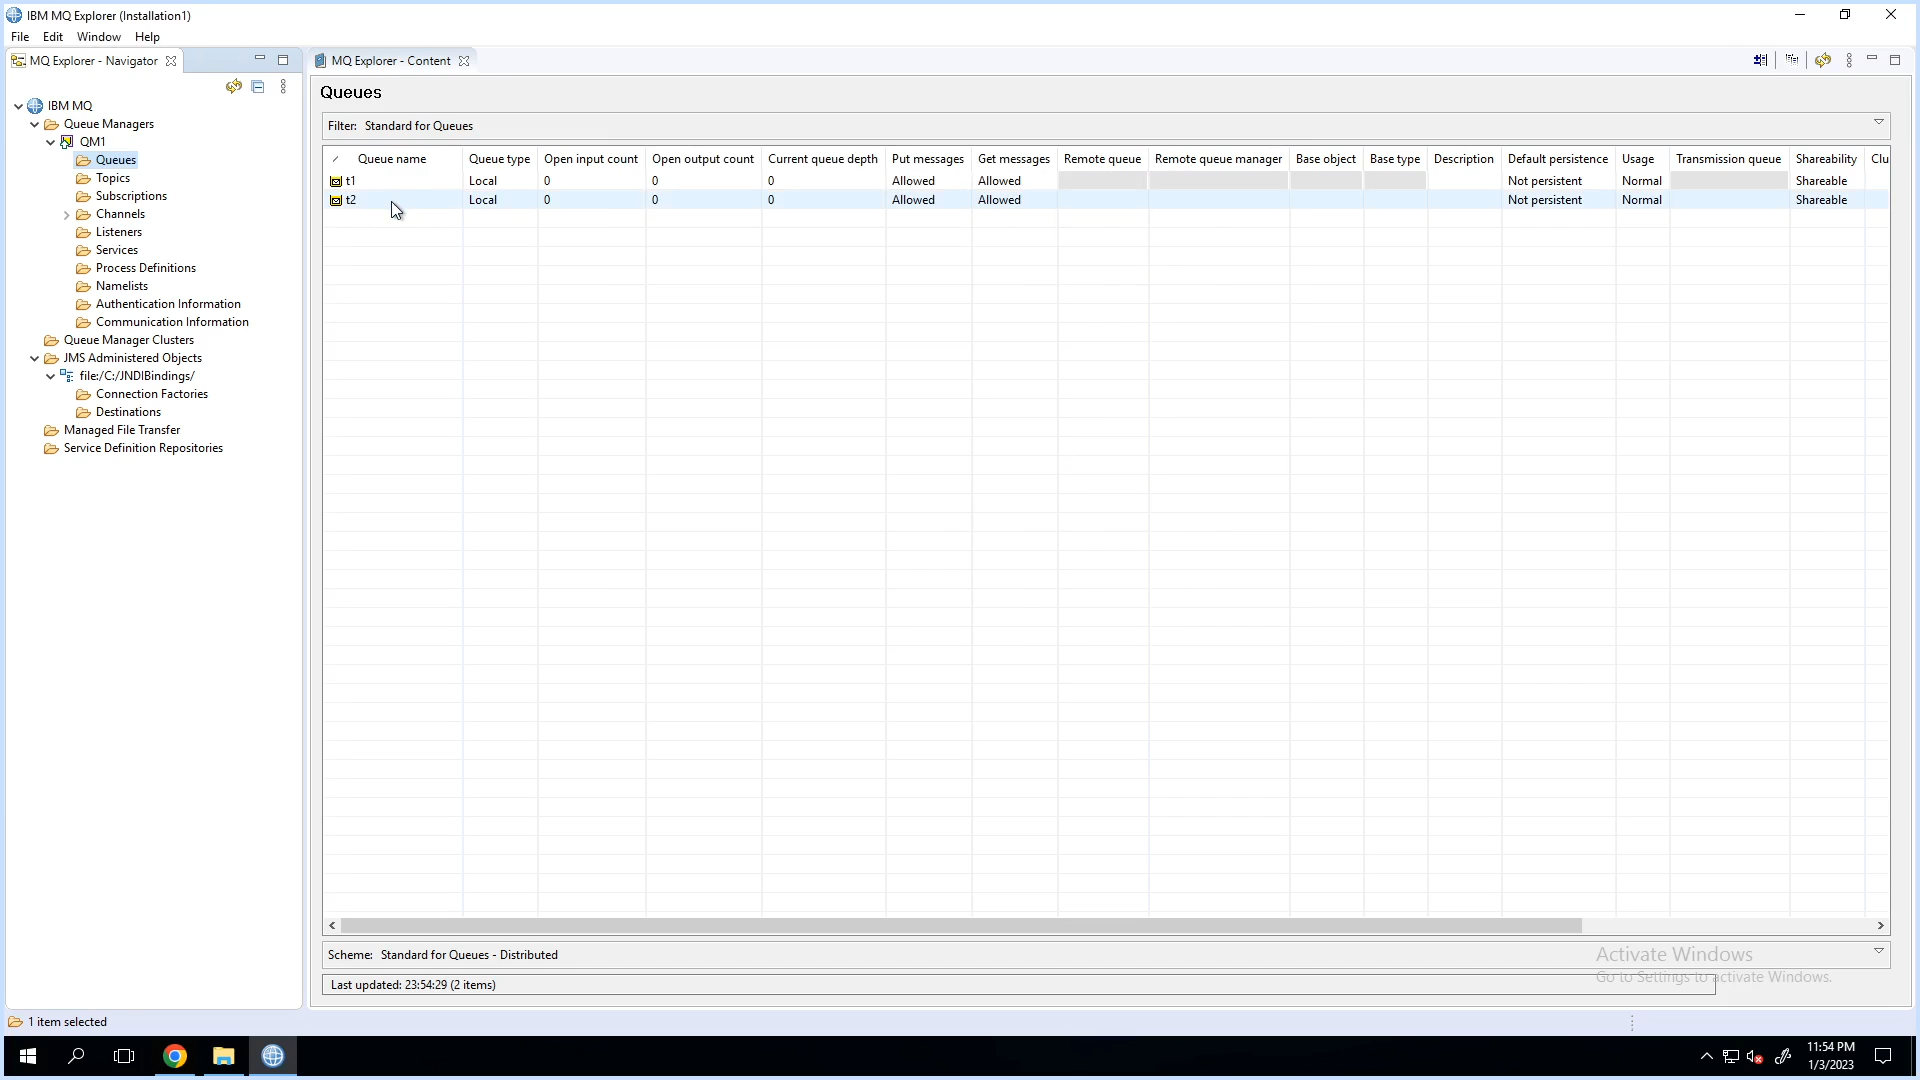 IBM MQ Explorer (Installation1)
File Edit Window Help
MQ Explorer - Navigator
IBM MQ
Queue Managers
QM1
Queues
Topics
Subscriptions
Channels
Listeners
Services
Process Definitions
Namelists
Authentication Information
Communication Information
Queue Manager Clusters
JMS Administered Objects
file:/C:/JNDIBindings/
Connection Factories
Destinations
Managed File Transfer
Service Definition Repositories
MQ Explorer - Content
Queues
Filter: Standard for Queues
Queue name Queue type Open input count Open output count Current queue depth Put messages Get messages Remote queue Remote queue manager Base object Base type Description Default persistence Usage Transmission queue Shareability Clu
t1 Local 0 0 0 Allowed Allowed Not persistent Normal Shareable
t2 Local 0 0 0 Allowed Allowed Not persistent Normal Shareable
Scheme: Standard for Queues - Distributed
Last updated: 23:54:29 (2 items)
Activate Windows
Go to Settings to activate Windows.
1 item selected
11:54 PM
1/3/2023